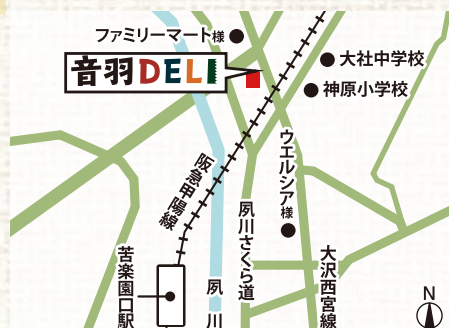 ファミリーマート様
音羽DELI
大社中学校
神原小学校
ウエルシア様
阪急甲陽線
夙川さくら道
大沢西宮線
苦楽園口駅
夙川
N